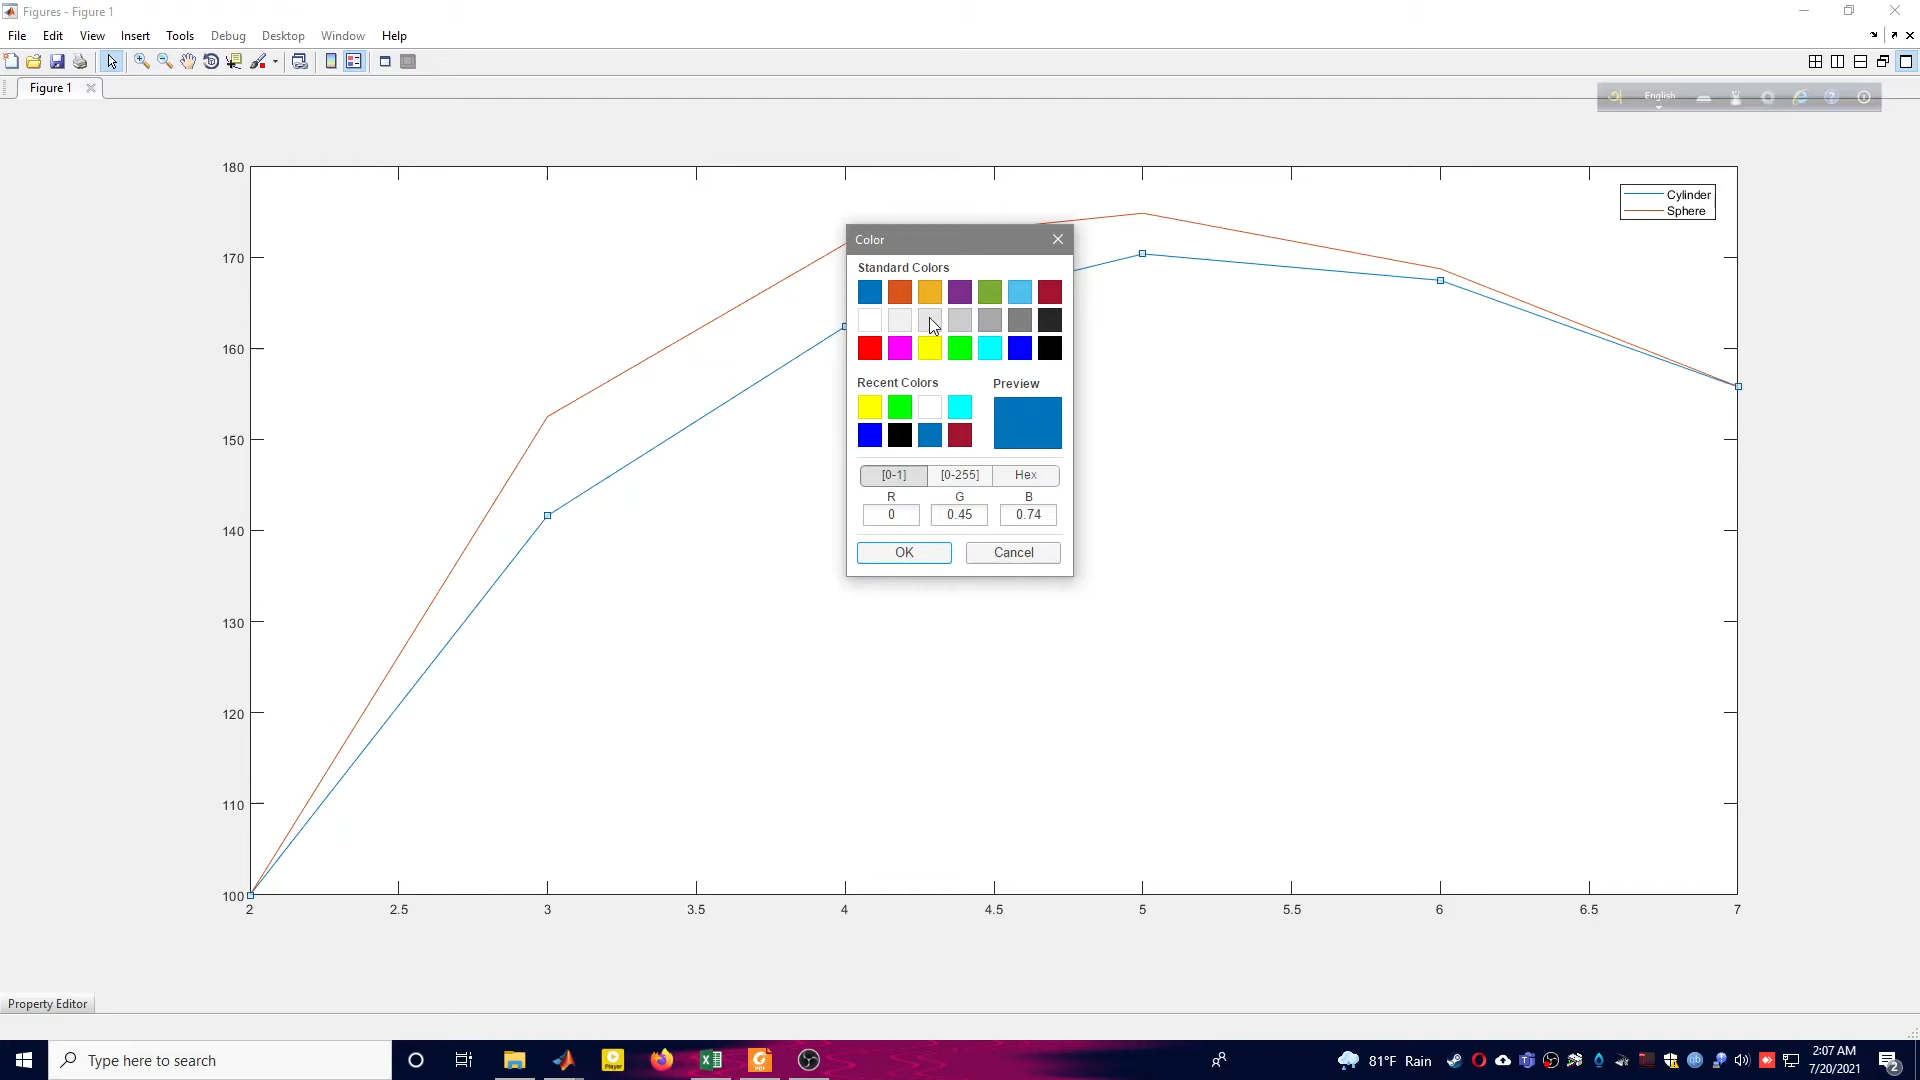 Figures - Figure 1
File Edit View Insert Tools Debug Desktop Window Help
Figure 1
English
180
170
160
150
140
130
120
110
100
2 2.5 3 3.5 4 4.5 5 5.5 6 6.5 7
Cylinder
Sphere
Color
Standard Colors
Recent Colors Preview
[0-1] [0-255] Hex
R G B
0 0.45 0.74
OK Cancel
Property Editor
Type here to search
81°F Rain
2:07 AM
7/20/2021
2